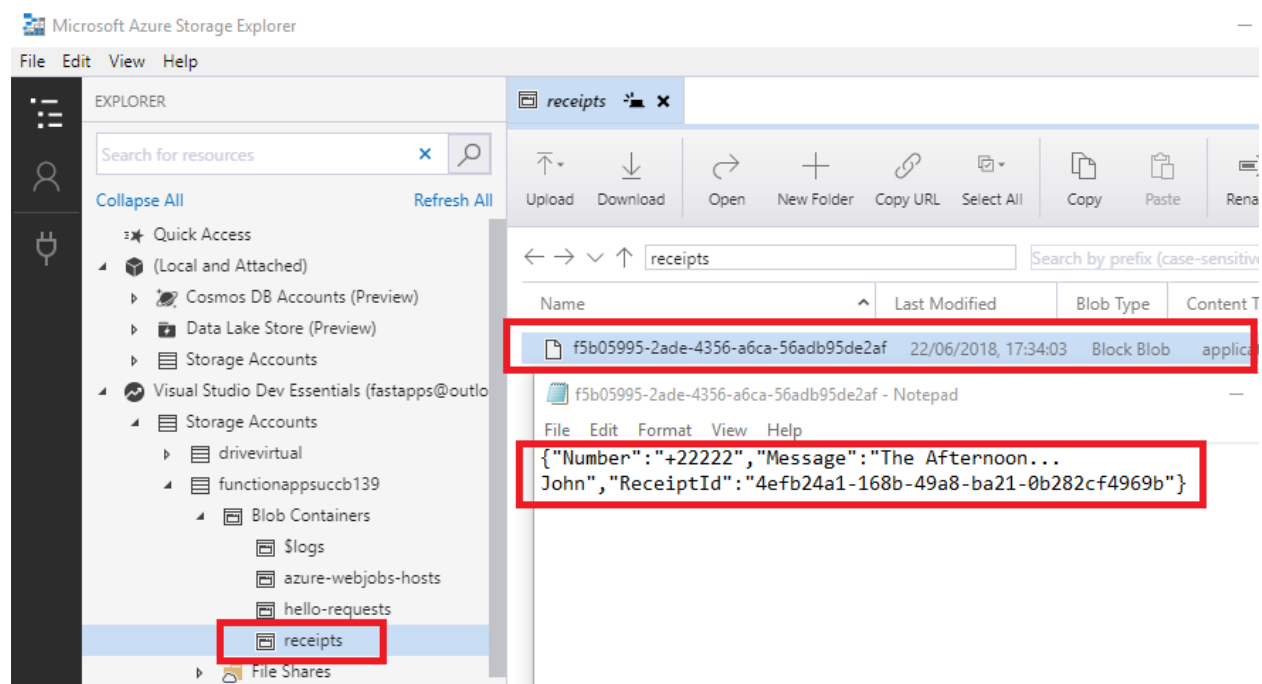 Microsoft Azure Storage Explorer
File Edit View Help
EXPLORER
Search for resources
Collapse All Refresh All
Quick Access
(Local and Attached)
Cosmos DB Accounts (Preview)
Data Lake Store (Preview)
Storage Accounts
Visual Studio Dev Essentials (fastapps@outlo
Storage Accounts
drivevirtual
functionappsuccb139
Blob Containers
$logs
azure-webjobs-hosts
hello-requests
receipts
File Shares
receipts
Upload Download Open New Folder Copy URL Select All Copy Paste Rena
receipts Search by prefix (case-sensitive
Name Last Modified Blob Type Content T
f5b05995-2ade-4356-a6ca-56adb95de2af 22/06/2018, 17:34:03 Block Blob applica
f5b05995-2ade-4356-a6ca-56adb95de2af - Notepad
File Edit Format View Help
{"Number":"+22222","Message":"The Afternoon...
John","ReceiptId":"4efb24a1-168b-49a8-ba21-0b282cf4969b"}